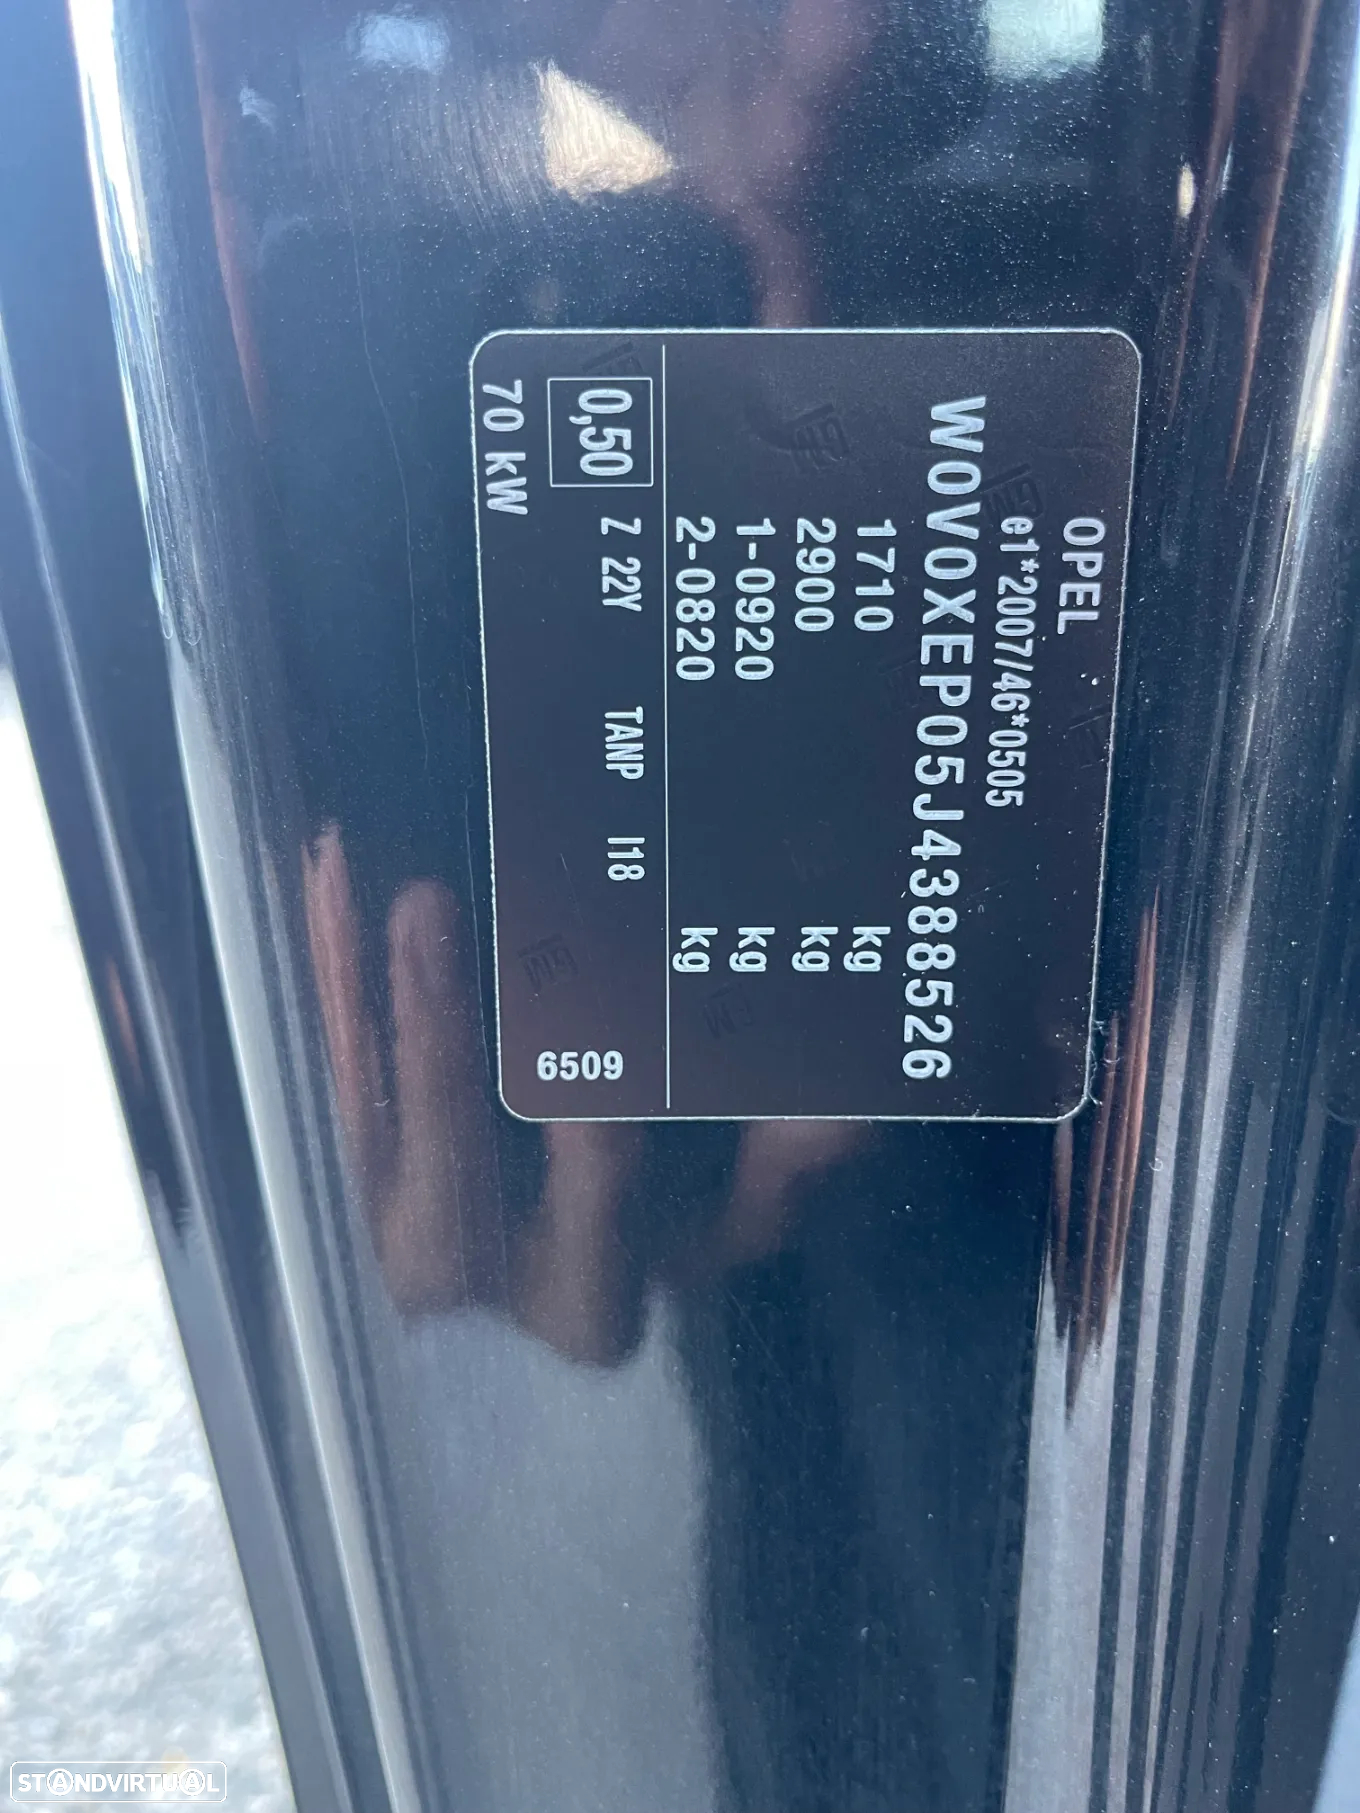 OPEL
e1*2007/46*0505
W0V0XEP05J4388526
1710 kg
2900 kg
1-0920 kg
2-0820 kg
0,50 Z 22Y TANP I18
6509
70 kW
STANDVIRTUAL